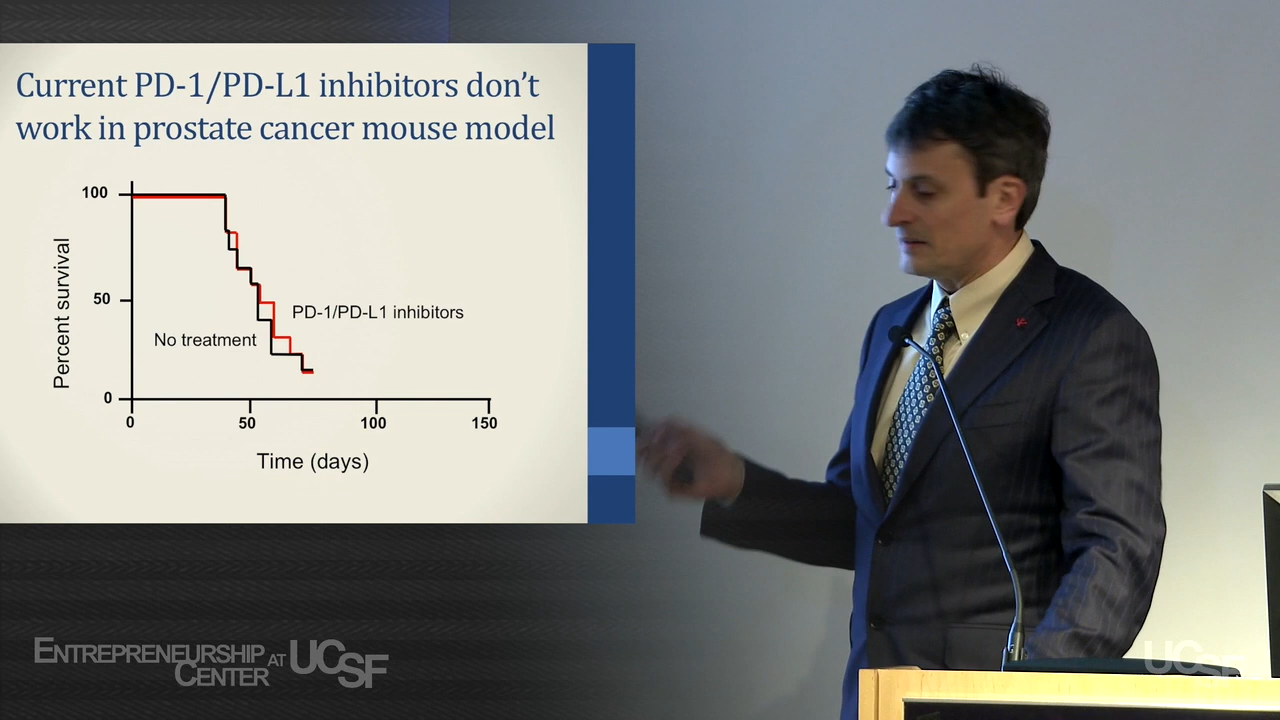 Current PD-1/PD-L1 inhibitors don’t
work in prostate cancer mouse model
100
50
0
Percent survival
PD-1/PD-L1 inhibitors
No treatment
0 50 100 150
Time (days)
ENTREPRENEURSHIP AT UCSF
CENTER
UCSF